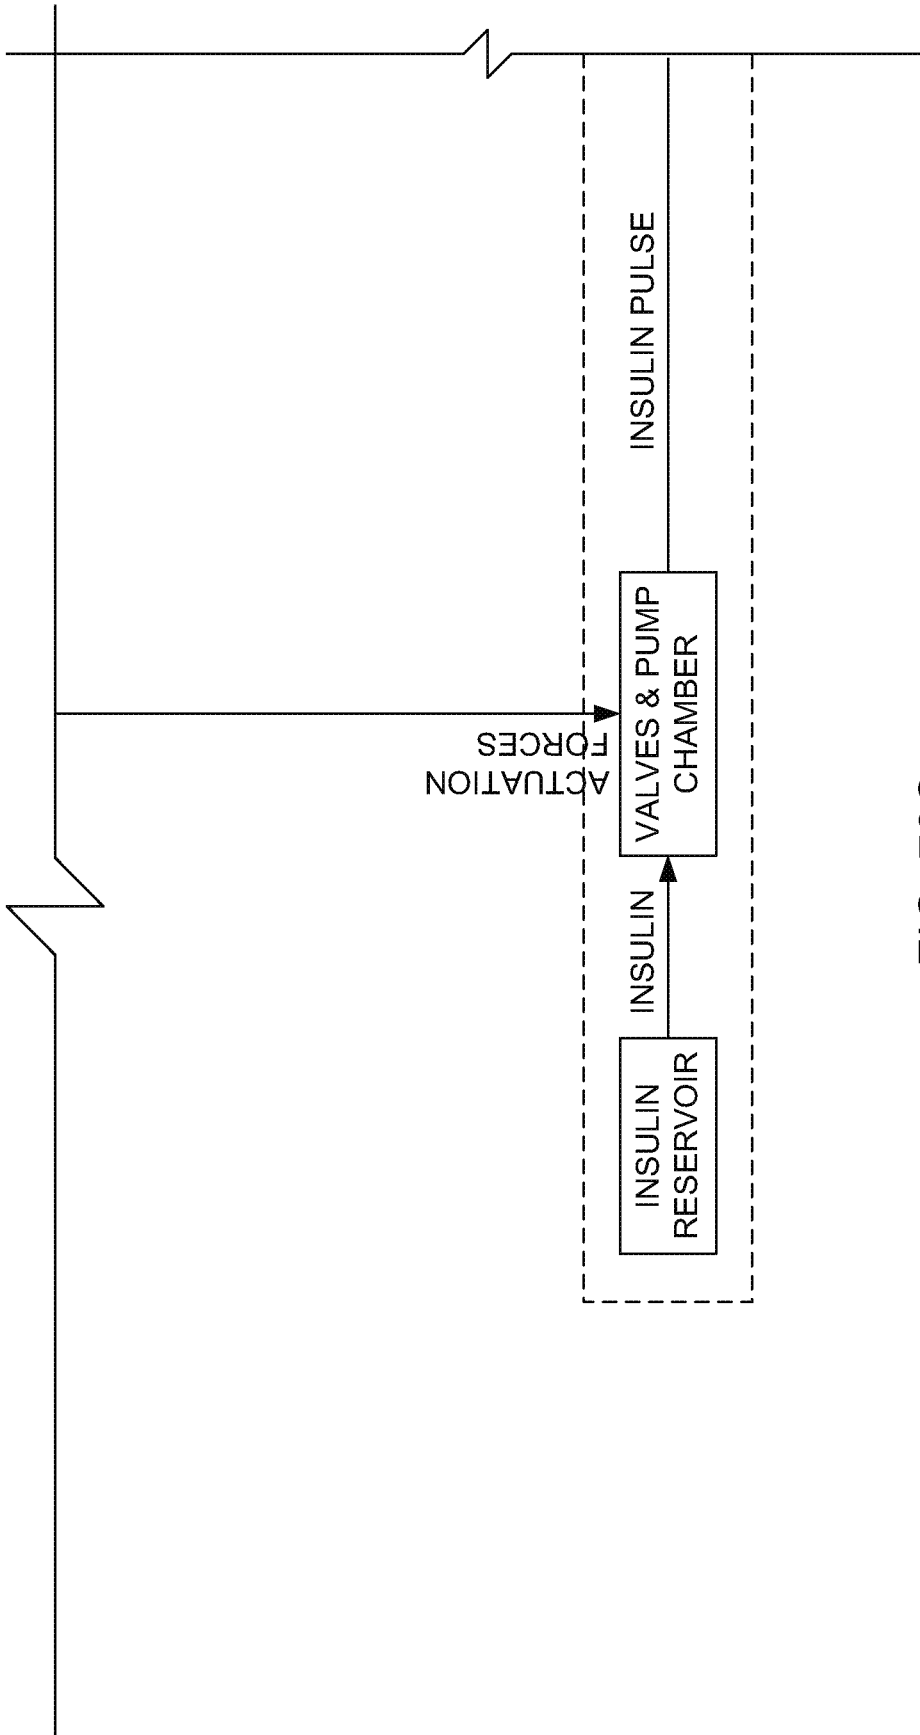 INSULIN
RESERVOIR
INSULIN
VALVES & PUMP
CHAMBER
ACTUATION
FORCES
INSULIN PULSE